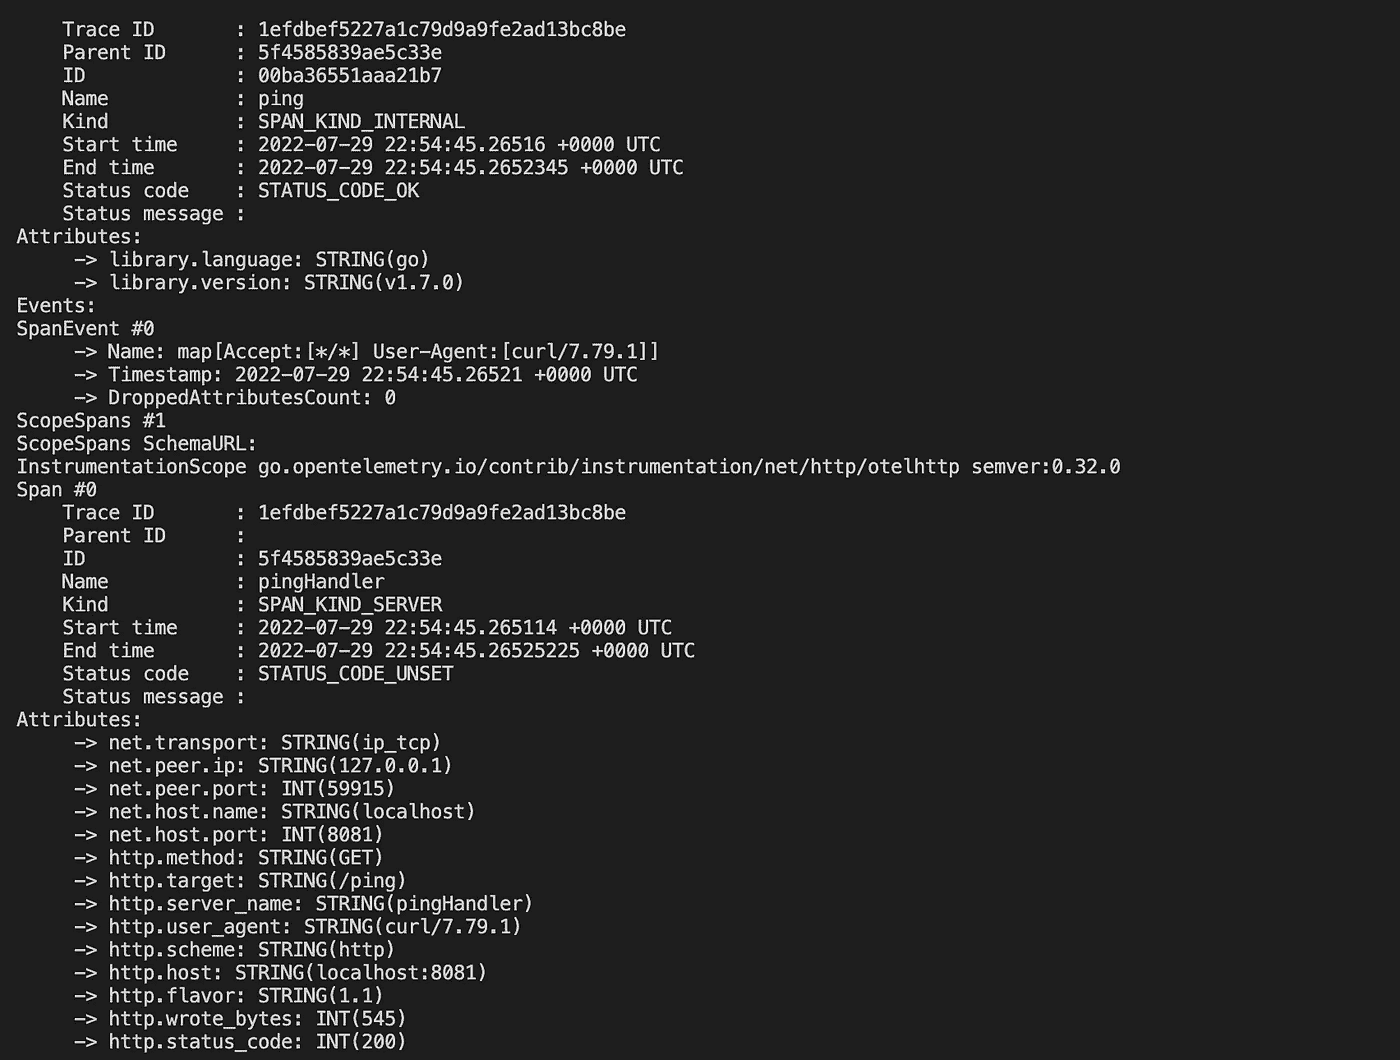 Trace ID : 1efdbef5227a1c79d9a9fe2ad13bc8be
Parent ID : 5f4585839ae5c33e
ID : 00ba36551aaa21b7
Name : ping
Kind : SPAN_KIND_INTERNAL
Start time : 2022-07-29 22:54:45.26516 +0000 UTC
End time : 2022-07-29 22:54:45.2652345 +0000 UTC
Status code : STATUS_CODE_OK
Status message :
Attributes:
-> library.language: STRING(go)
-> library.version: STRING(v1.7.0)
Events:
SpanEvent #0
-> Name: map[Accept:[*/*] User-Agent:[curl/7.79.1]]
-> Timestamp: 2022-07-29 22:54:45.26521 +0000 UTC
-> DroppedAttributesCount: 0
ScopeSpans #1
ScopeSpans SchemaURL:
InstrumentationScope go.opentelemetry.io/contrib/instrumentation/net/http/otelhttp semver:0.32.0
Span #0
Trace ID : 1efdbef5227a1c79d9a9fe2ad13bc8be
Parent ID :
ID : 5f4585839ae5c33e
Name : pingHandler
Kind : SPAN_KIND_SERVER
Start time : 2022-07-29 22:54:45.265114 +0000 UTC
End time : 2022-07-29 22:54:45.26525225 +0000 UTC
Status code : STATUS_CODE_UNSET
Status message :
Attributes:
-> net.transport: STRING(ip_tcp)
-> net.peer.ip: STRING(127.0.0.1)
-> net.peer.port: INT(59915)
-> net.host.name: STRING(localhost)
-> net.host.port: INT(8081)
-> http.method: STRING(GET)
-> http.target: STRING(/ping)
-> http.server_name: STRING(pingHandler)
-> http.user_agent: STRING(curl/7.79.1)
-> http.scheme: STRING(http)
-> http.host: STRING(localhost:8081)
-> http.flavor: STRING(1.1)
-> http.wrote_bytes: INT(545)
-> http.status_code: INT(200)